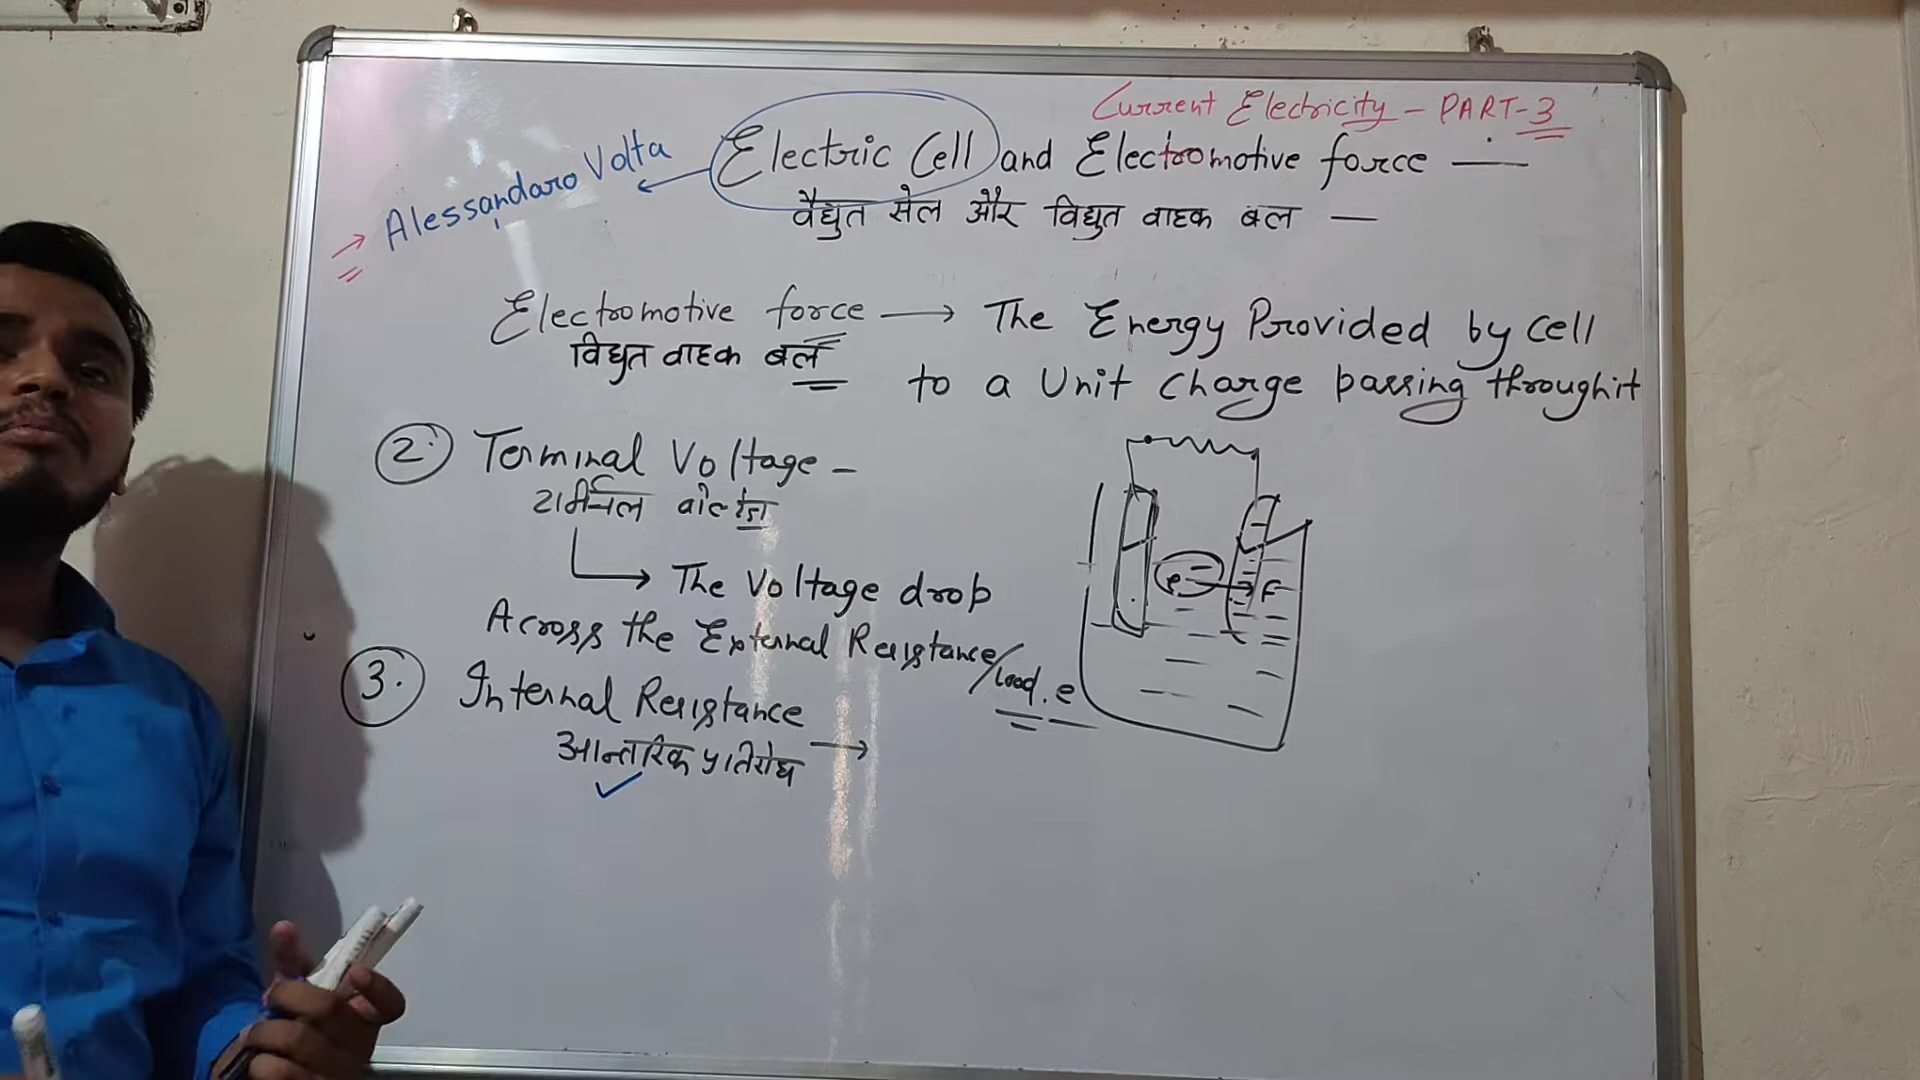 Current Electricity - PART-3
Alessandaro Volta
Electric Cell and Electromotive force —
वैद्युत सेल और विद्युत वाहक बल —
Electromotive force → The Energy Provided by cell
विद्युत वाहक बल
to a Unit charge passing throughit
2. Terminal Voltage -
टर्मीनल वोल्टेज
→ The Voltage drop
Across the External Resistance/load.e
3. Internal Resistance
आन्तरिक प्रतिरोध →
e